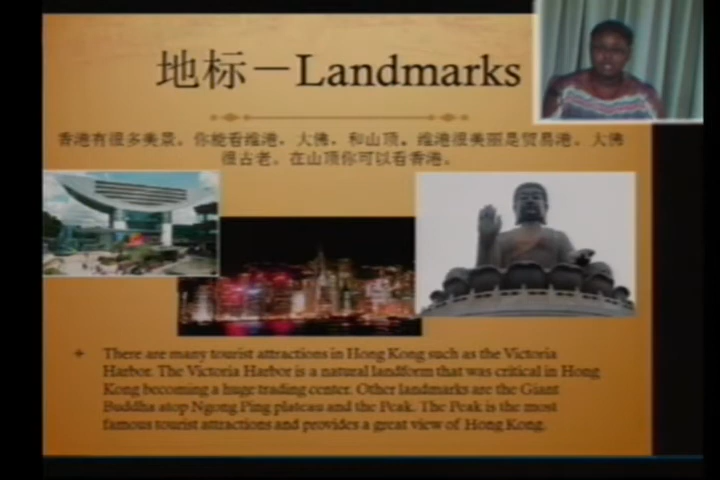 地标－Landmarks
香港有很多美景。你能看维港，大佛，和山顶。维港很美丽是贸易港。大佛
很古老。在山顶你可以看香港。
There are many tourist attractions in Hong Kong such as the Victoria
Harbor. The Victoria Harbor is a natural landform that was critical in Hong
Kong becoming a huge trading center. Other landmarks are the Giant
Buddha atop Ngong Ping plateau and the Peak. The Peak is the most
famous tourist attractions and provides a great view of Hong Kong.